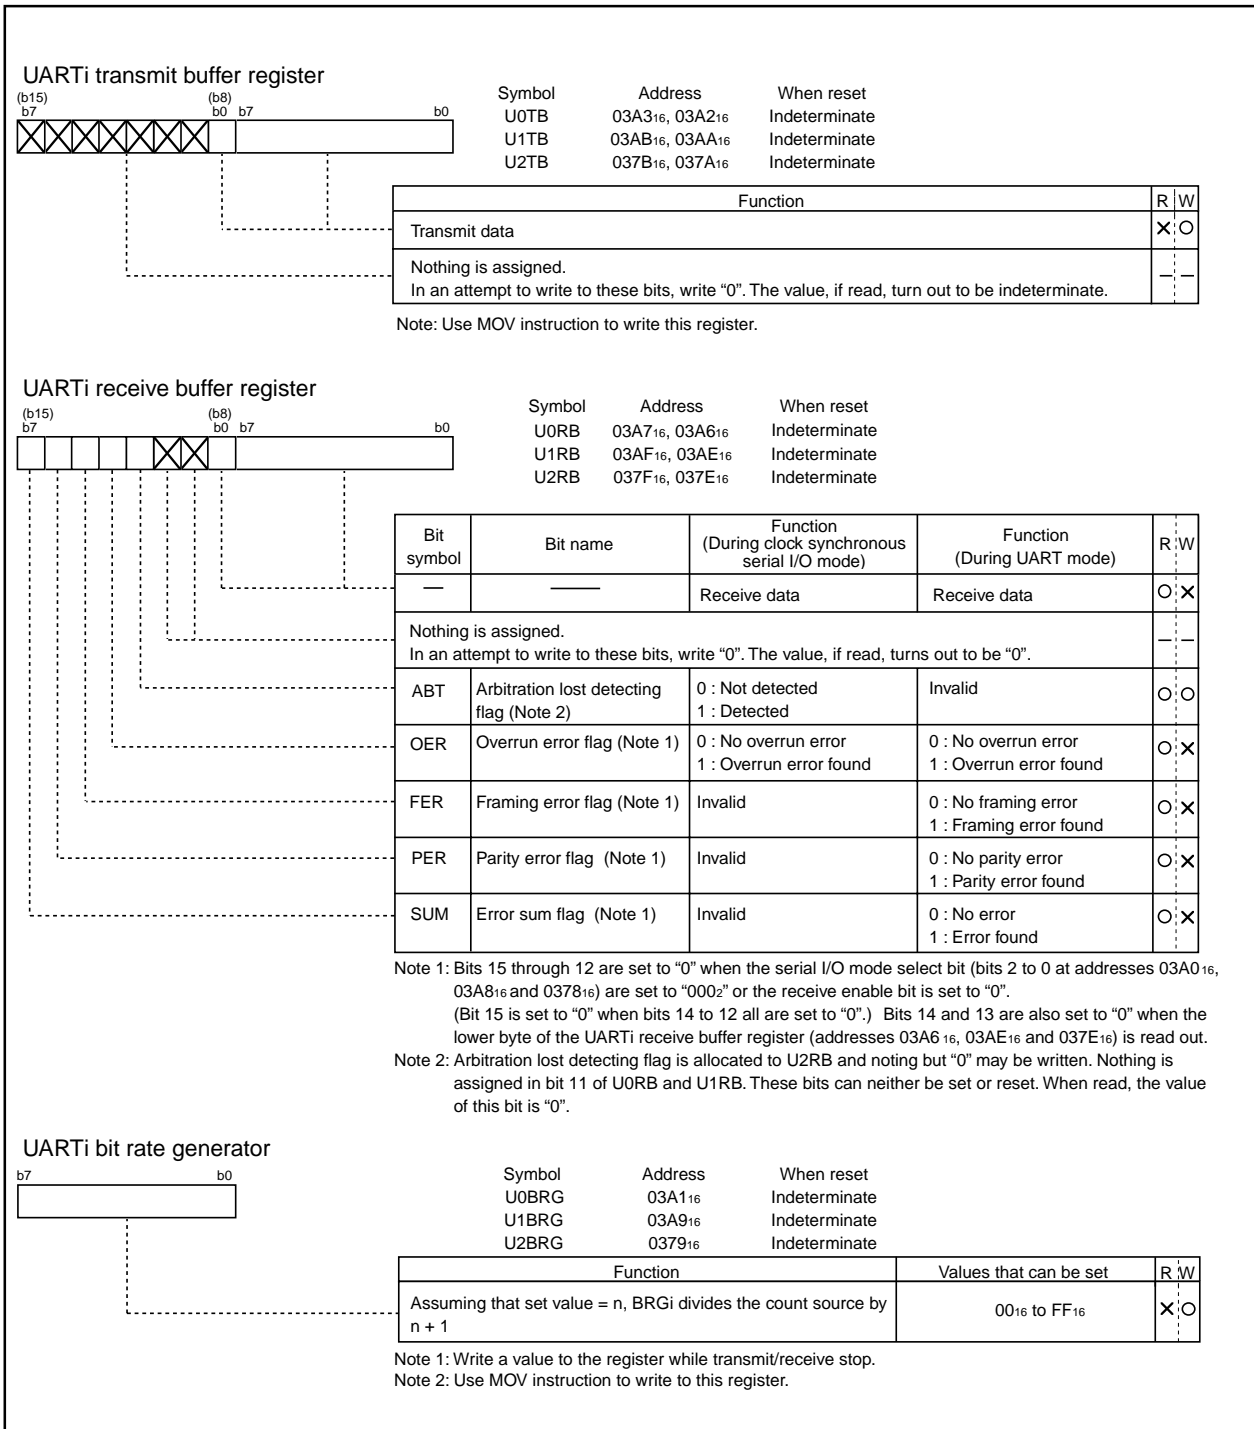 UARTi transmit buffer register
(b15) (b8)
b7 b0 b7 b0
Symbol Address When reset
U0TB 03A3₁₆, 03A2₁₆ Indeterminate
U1TB 03AB₁₆, 03AA₁₆ Indeterminate
U2TB 037B₁₆, 037A₁₆ Indeterminate
Function R W
Transmit data X O
Nothing is assigned.
In an attempt to write to these bits, write “0”. The value, if read, turn out to be indeterminate. — —
Note: Use MOV instruction to write this register.
UARTi receive buffer register
(b15) (b8)
b7 b0 b7 b0
Symbol Address When reset
U0RB 03A7₁₆, 03A6₁₆ Indeterminate
U1RB 03AF₁₆, 03AE₁₆ Indeterminate
U2RB 037F₁₆, 037E₁₆ Indeterminate
Bit symbol Bit name Function (During clock synchronous serial I/O mode) Function (During UART mode) R W
— — Receive data Receive data O X
Nothing is assigned.
In an attempt to write to these bits, write “0”. The value, if read, turns out to be “0”. — —
ABT Arbitration lost detecting 0 : Not detected Invalid O O
flag (Note 2) 1 : Detected
OER Overrun error flag (Note 1) 0 : No overrun error 0 : No overrun error O X
1 : Overrun error found 1 : Overrun error found
FER Framing error flag (Note 1) Invalid 0 : No framing error O X
1 : Framing error found
PER Parity error flag (Note 1) Invalid 0 : No parity error O X
1 : Parity error found
SUM Error sum flag (Note 1) Invalid 0 : No error O X
1 : Error found
Note 1: Bits 15 through 12 are set to “0” when the serial I/O mode select bit (bits 2 to 0 at addresses 03A0₁₆,
03A8₁₆ and 0378₁₆) are set to “000₂” or the receive enable bit is set to “0”.
(Bit 15 is set to “0” when bits 14 to 12 all are set to “0”.) Bits 14 and 13 are also set to “0” when the
lower byte of the UARTi receive buffer register (addresses 03A6₁₆, 03AE₁₆ and 037E₁₆) is read out.
Note 2: Arbitration lost detecting flag is allocated to U2RB and noting but “0” may be written. Nothing is
assigned in bit 11 of U0RB and U1RB. These bits can neither be set or reset. When read, the value
of this bit is “0”.
UARTi bit rate generator
b7 b0
Symbol Address When reset
U0BRG 03A1₁₆ Indeterminate
U1BRG 03A9₁₆ Indeterminate
U2BRG 0379₁₆ Indeterminate
Function Values that can be set R W
Assuming that set value = n, BRGi divides the count source by 00₁₆ to FF₁₆ X O
n + 1
Note 1: Write a value to the register while transmit/receive stop.
Note 2: Use MOV instruction to write to this register.